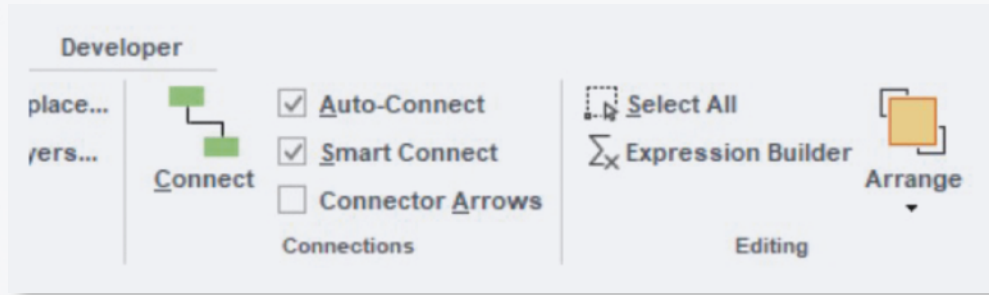 Developer
place...
yers...
Connect
Auto-Connect
Smart Connect
Connector Arrows
Connections
Select All
Expression Builder
Arrange
Editing